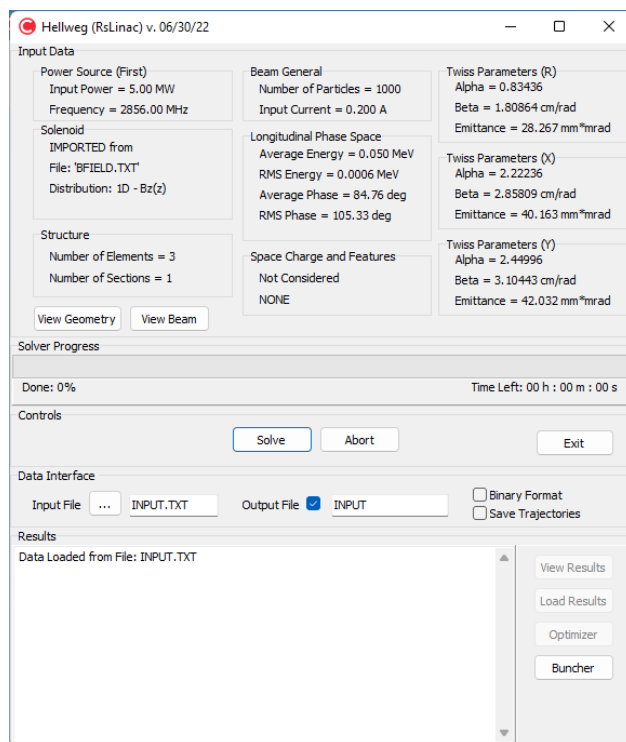 Hellweg (RsLinac) v. 06/30/22
Input Data
Power Source (First)
Input Power = 5.00 MW
Frequency = 2856.00 MHz
Solenoid
IMPORTED from
File: 'BFIELD.TXT'
Distribution: 1D - Bz(z)
Structure
Number of Elements = 3
Number of Sections = 1
View Geometry
View Beam
Beam General
Number of Particles = 1000
Input Current = 0.200 A
Longitudinal Phase Space
Average Energy = 0.050 MeV
RMS Energy = 0.0006 MeV
Average Phase = 84.76 deg
RMS Phase = 105.33 deg
Space Charge and Features
Not Considered
NONE
Twiss Parameters (R)
Alpha = 0.83436
Beta = 1.80864 cm/rad
Emittance = 28.267 mm*mrad
Twiss Parameters (X)
Alpha = 2.22236
Beta = 2.85809 cm/rad
Emittance = 40.163 mm*mrad
Twiss Parameters (Y)
Alpha = 2.44996
Beta = 3.10443 cm/rad
Emittance = 42.032 mm*mrad
Solver Progress
Done: 0%
Time Left: 00 h : 00 m : 00 s
Controls
Solve
Abort
Exit
Data Interface
Input File ... INPUT.TXT
Output File INPUT
Binary Format
Save Trajectories
Results
Data Loaded from File: INPUT.TXT
View Results
Load Results
Optimizer
Buncher